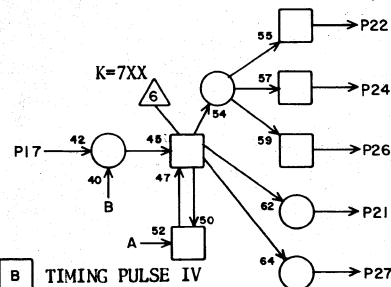 55 P22
K=7XX
6 57 P24
54
P17 42 45 59 P26
40 47
B 62 P21
50
A 52
64 P27
B TIMING PULSE IV